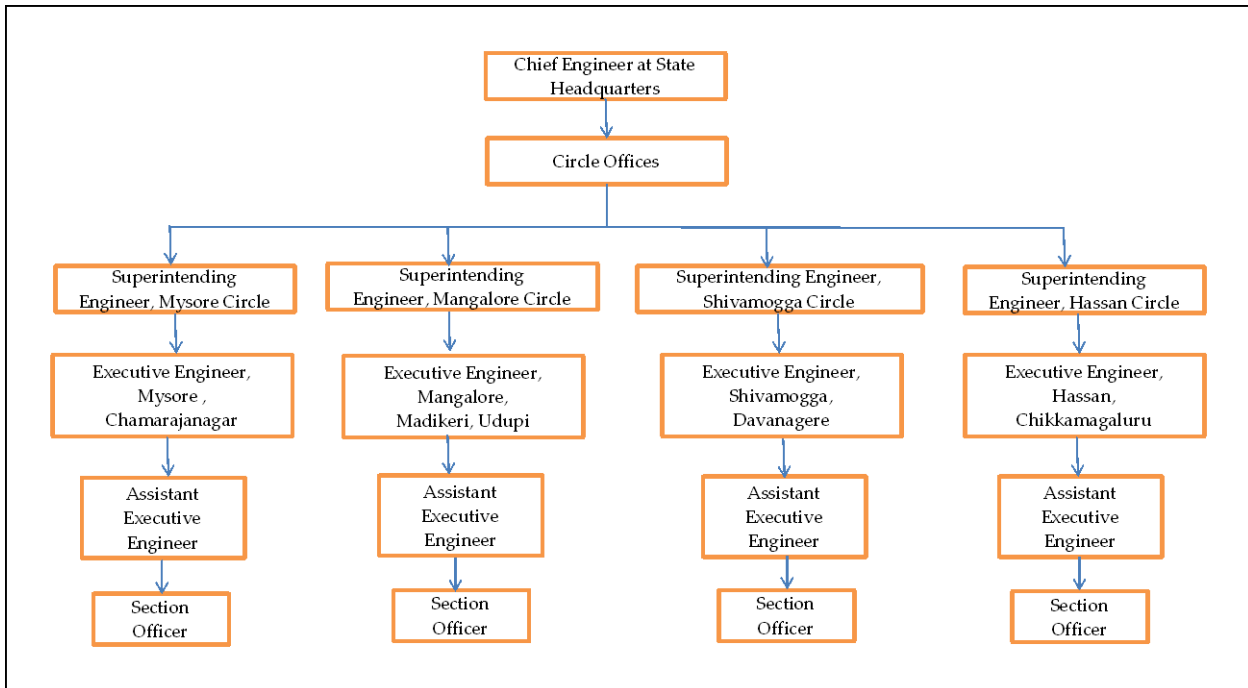 Chief Engineer at State
Headquarters
Circle Offices
Superintending
Engineer, Mysore Circle
Superintending
Engineer, Mangalore Circle
Superintending Engineer,
Shivamogga Circle
Superintending
Engineer, Hassan Circle
Executive Engineer,
Mysore ,
Chamarajanagar
Executive Engineer,
Mangalore,
Madikeri, Udupi
Executive Engineer,
Shivamogga,
Davanagere
Executive Engineer,
Hassan,
Chikkamagaluru
Assistant
Executive
Engineer
Assistant
Executive
Engineer
Assistant
Executive
Engineer
Assistant
Executive
Engineer
Section
Officer
Section
Officer
Section
Officer
Section
Officer